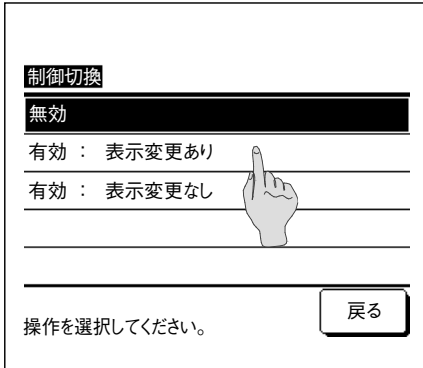 制御切換
無効
有効 ： 表示変更あり
有効 ： 表示変更なし
操作を選択してください。
戻る